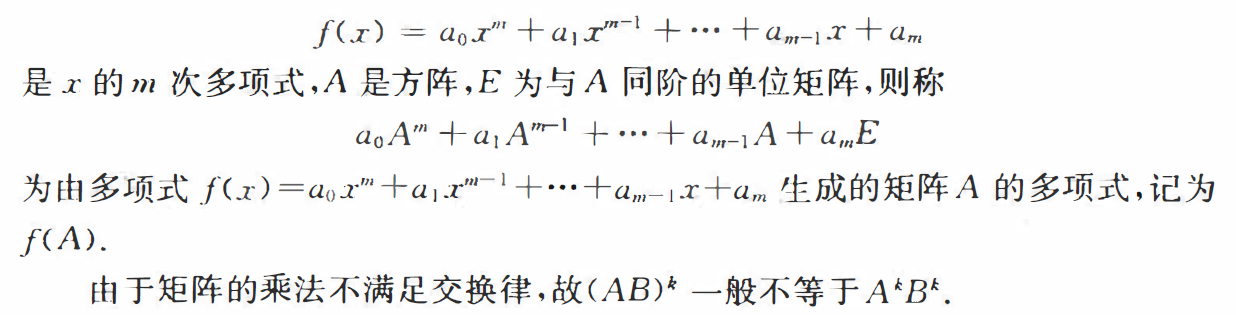 f(x) = a₀xᵐ + a₁xᵐ⁻¹ + ⋯ + aₘ₋₁x + aₘ
是 x 的 m 次多项式,A 是方阵,E 为与 A 同阶的单位矩阵,则称
a₀Aᵐ + a₁Aᵐ⁻¹ + ⋯ + aₘ₋₁A + aₘE
为由多项式 f(x)=a₀xᵐ+a₁xᵐ⁻¹+⋯+aₘ₋₁x+aₘ 生成的矩阵 A 的多项式,记为
f(A).
由于矩阵的乘法不满足交换律,故(AB)ᵏ 一般不等于 AᵏBᵏ.